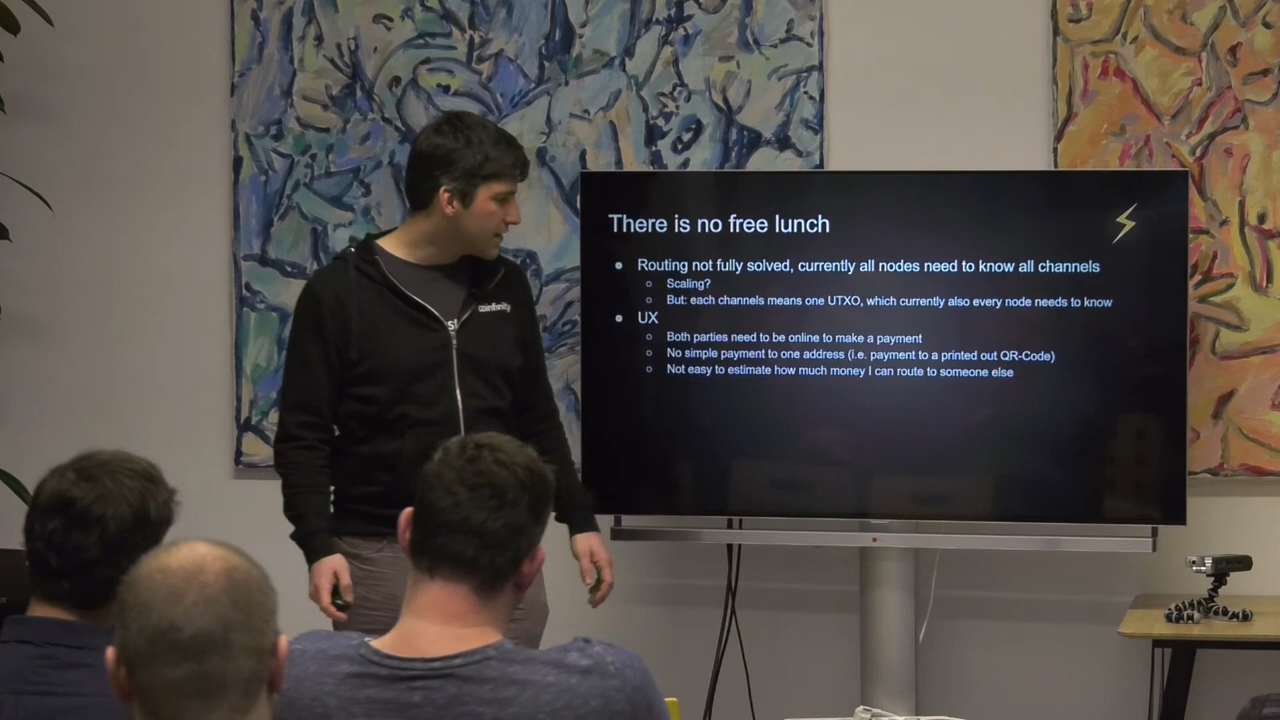 There is no free lunch
● Routing not fully solved, currently all nodes need to know all channels
○ Scaling?
○ But: each channels means one UTXO, which currently also every node needs to know
● UX
○ Both parties need to be online to make a payment
○ No simple payment to one address (i.e. payment to a printed out QR-Code)
○ Not easy to estimate how much money I can route to someone else
coinfinity